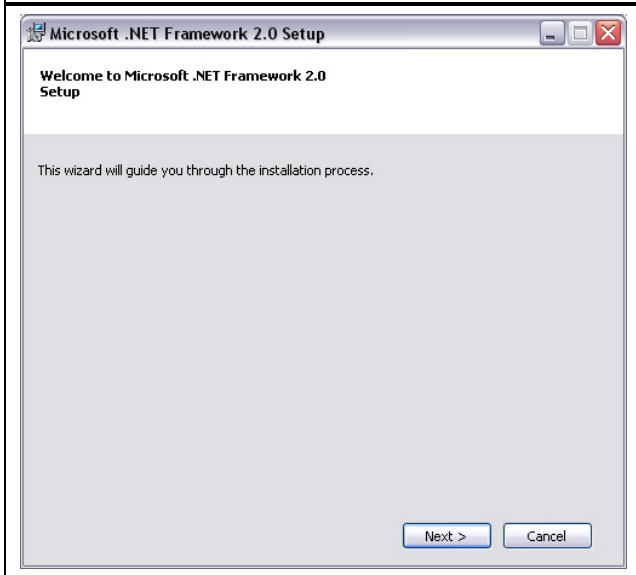 Microsoft .NET Framework 2.0 Setup
Welcome to Microsoft .NET Framework 2.0
Setup
This wizard will guide you through the installation process.
Next >
Cancel